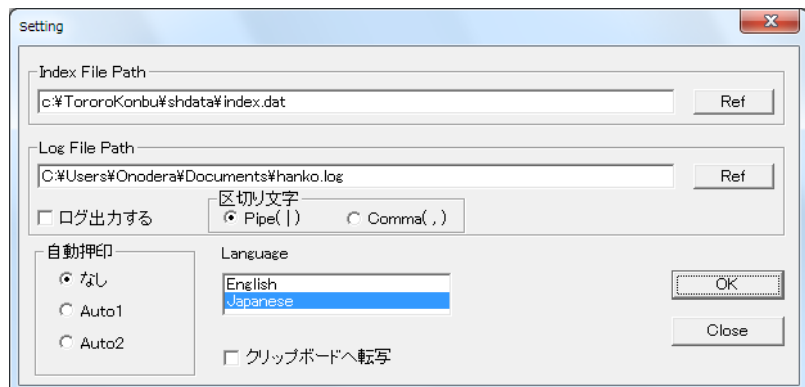 Setting
Index File Path
c:¥TororoKonbu¥shdata¥index.dat
Ref
Log File Path
C:¥Users¥Onodera¥Documents¥hanko.log
Ref
ログ出力する
区切り文字
Pipe(|)
Comma(,)
自動押印
なし
Auto1
Auto2
Language
English
Japanese
クリップボードへ転写
OK
Close